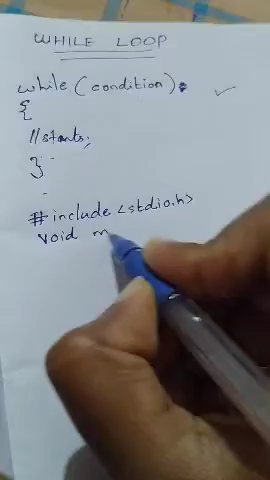 WHILE LOOP
while (condition);
{
//stmts;
}
#include <stdio.h>
void m